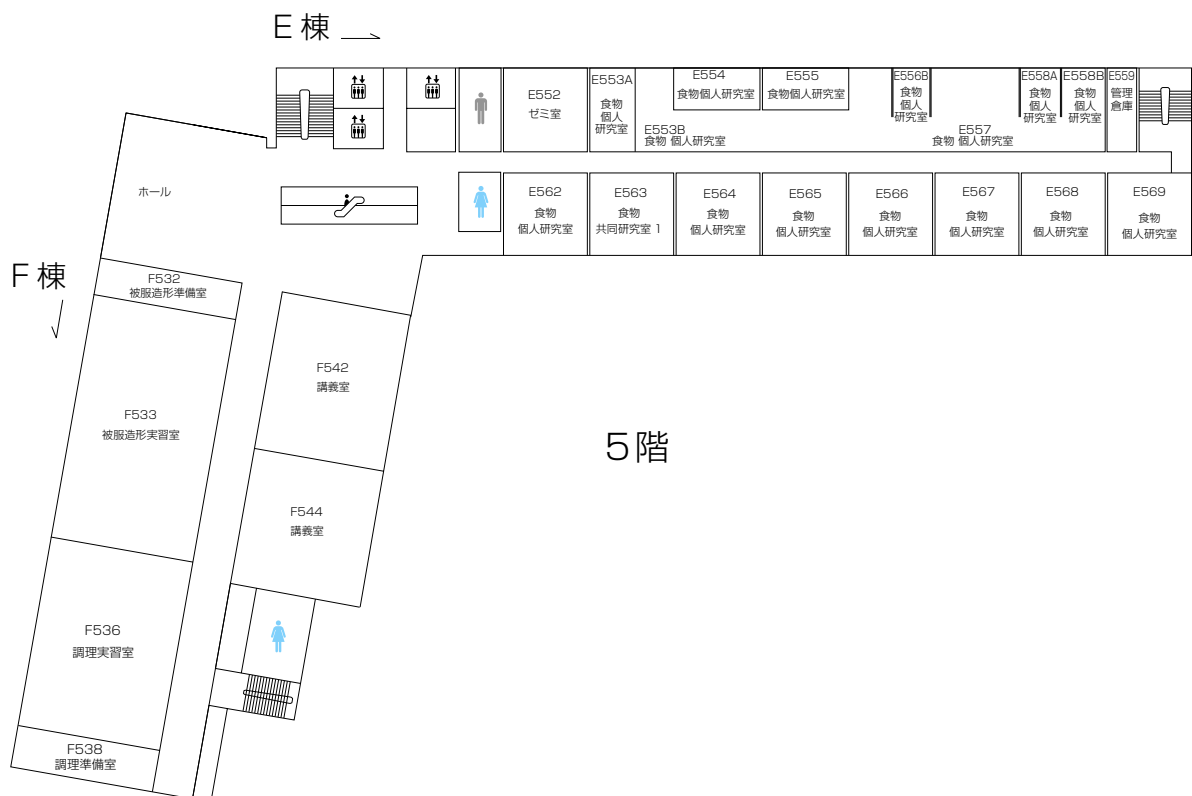 E棟
E552
ゼミ室
E553A
食物
個人
研究室
E553B
食物 個人研究室
E554
食物個人研究室
E555
食物個人研究室
E556B
食物
個人
研究室
E557
食物 個人研究室
E558A
食物
個人
研究室
E558B
食物
個人
研究室
E559
管理
倉庫
ホール
E562
食物
個人研究室
E563
食物
共同研究室 1
E564
食物
個人研究室
E565
食物
個人研究室
E566
食物
個人研究室
E567
食物
個人研究室
E568
食物
個人研究室
E569
食物
個人研究室
F棟
F532
被服造形準備室
F533
被服造形実習室
F542
講義室
5階
F544
講義室
F536
調理実習室
F538
調理準備室